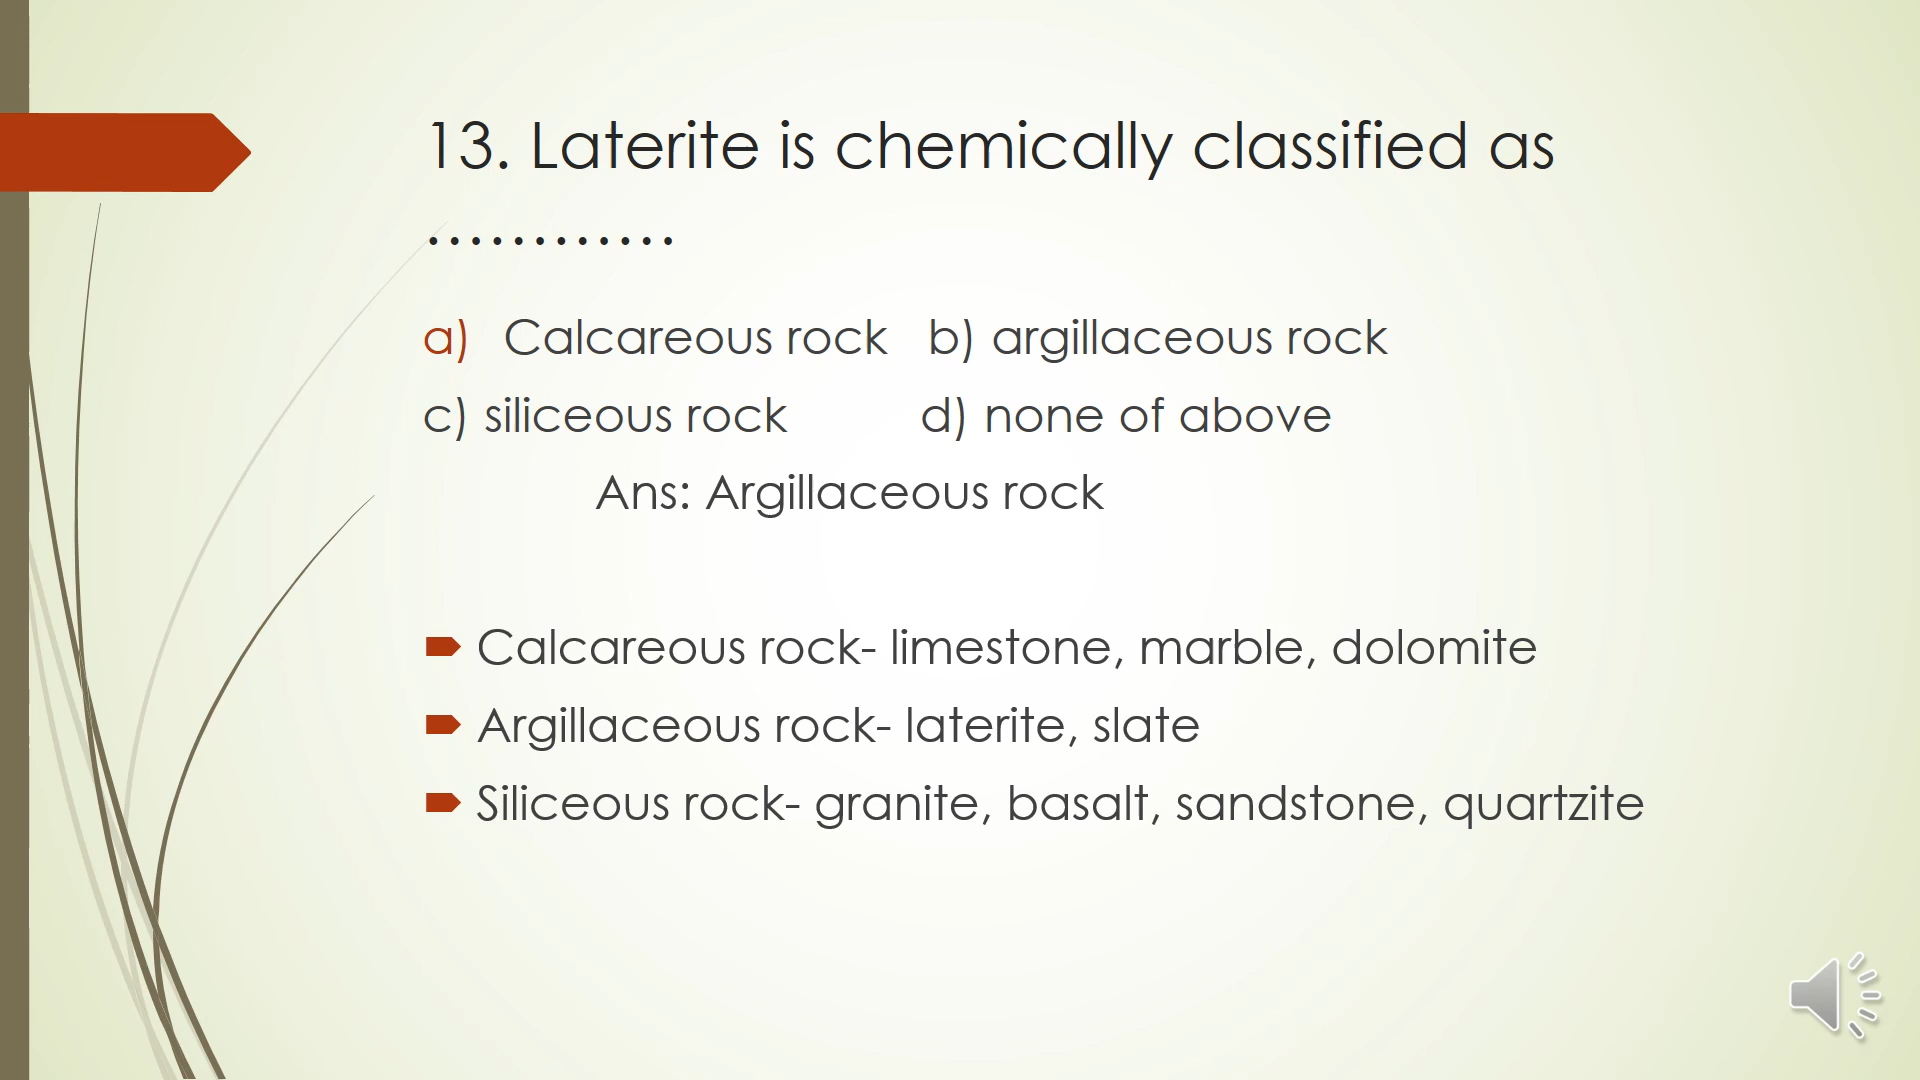 13. Laterite is chemically classified as
............
a) Calcareous rock b) argillaceous rock
c) siliceous rock d) none of above
Ans: Argillaceous rock
Calcareous rock- limestone, marble, dolomite
Argillaceous rock- laterite, slate
Siliceous rock- granite, basalt, sandstone, quartzite